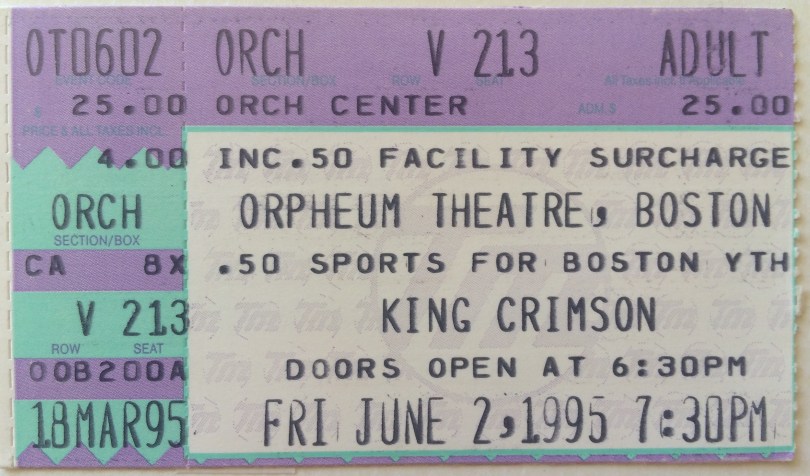 OT0602 ORCH V 213 ADULT
EVENT CODE SECTION/BOX ROW SEAT All Taxes Incl. if Applicable
$ 25.00 ORCH CENTER ADM.$ 25.00
PRICE & ALL TAXES INCL.
4.00 INC.50 FACILITY SURCHARGE
ORCH ORPHEUM THEATRE, BOSTON
SECTION/BOX
CA 8X .50 SPORTS FOR BOSTON YTH
V 213 KING CRIMSON
ROW SEAT
00B200A DOORS OPEN AT 6:30PM
18MAR95 FRI JUNE 2,1995 7:30PM